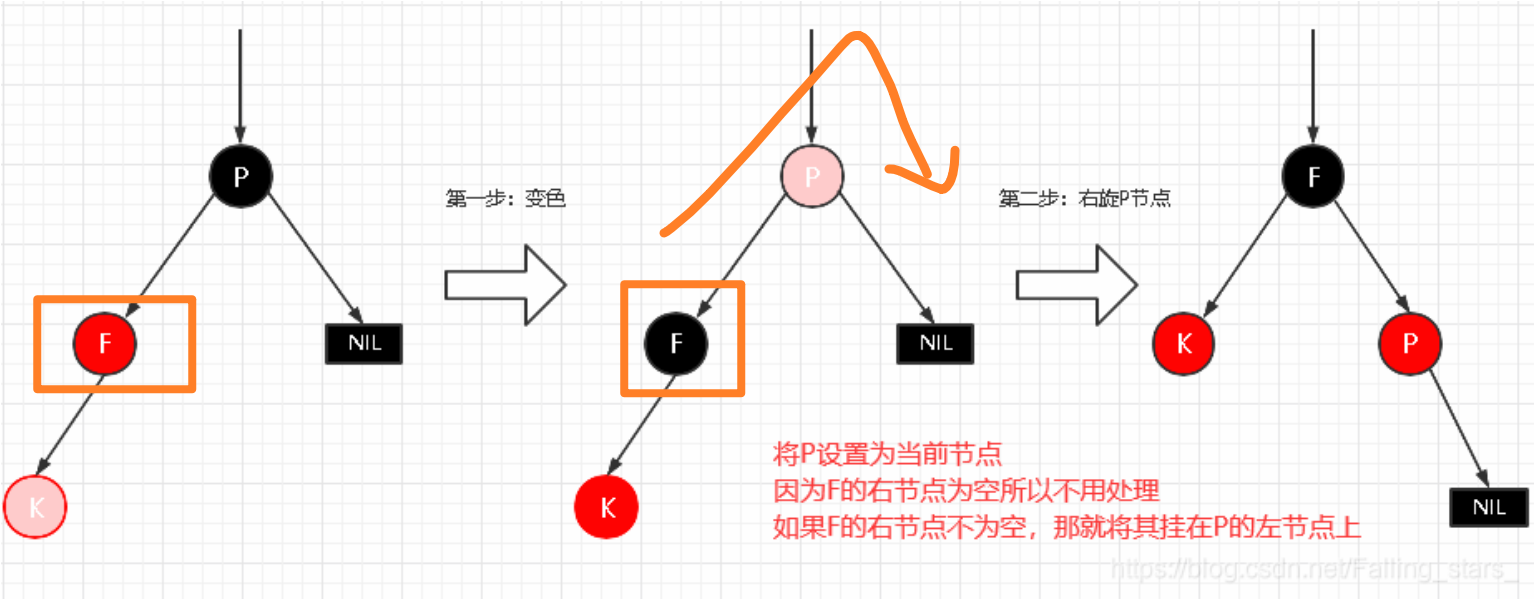 P
第一步：变色
P
第二步：右旋P节点
F
F
NIL
F
NIL
K
P
将P设置为当前节点
因为F的右节点为空所以不用处理
如果F的右节点不为空，那就将其挂在P的左节点上
K
K
NIL
https://blog.csdn.net/Falling_stars_